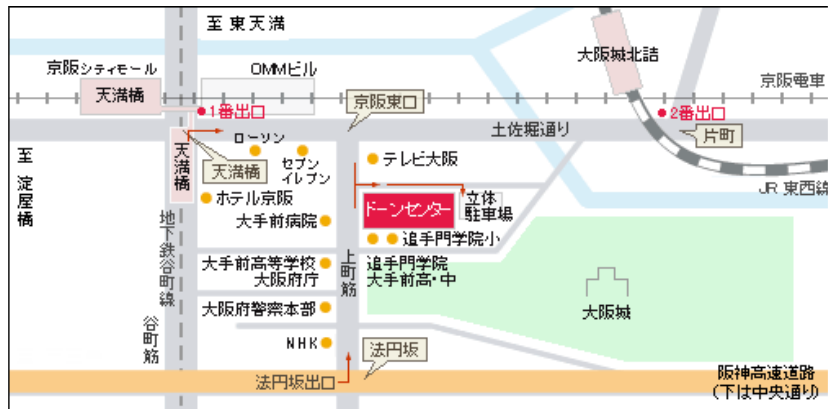 至 東天満
京阪シティモール
OMMビル
大阪城北詰
京阪電車
天満橋
1番出口
京阪東口
2番出口
土佐堀通り
片町
ローソン
至 淀屋橋
天満橋
天満橋
セブン
イレブン
テレビ大阪
JR 東西線
ホテル京阪
ドーンセンター
立体
駐車場
大手前病院
追手門学院小
地下鉄谷町線
上町筋
大手前高等学校
大阪府庁
追手門学院
大手前高・中
大阪城
大阪府警察本部
谷町筋
NHK
法円坂
法円坂出口
阪神高速道路
(下は中央通り)